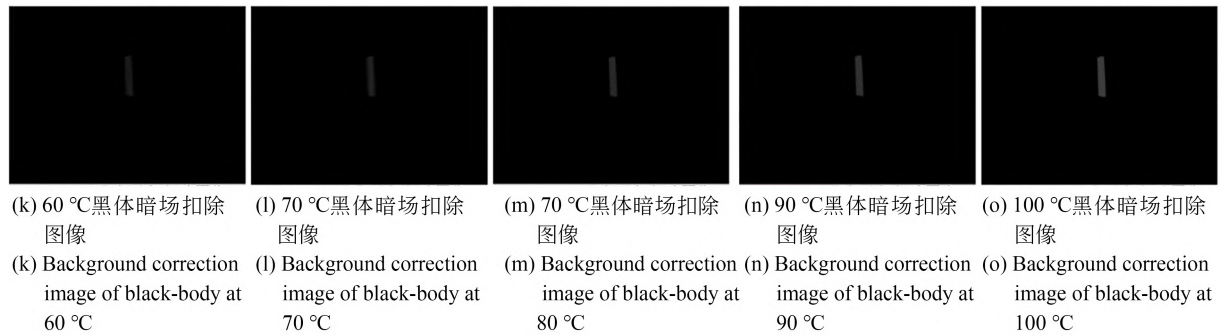 (k) 60 ℃黑体暗场扣除
图像
(k) Background correction
image of black-body at
60 ℃
(l) 70 ℃黑体暗场扣除
图像
(l) Background correction
image of black-body at
70 ℃
(m) 70 ℃黑体暗场扣除
图像
(m) Background correction
image of black-body at
80 ℃
(n) 90 ℃黑体暗场扣除
图像
(n) Background correction
image of black-body at
90 ℃
(o) 100 ℃黑体暗场扣除
图像
(o) Background correction
image of black-body at
100 ℃